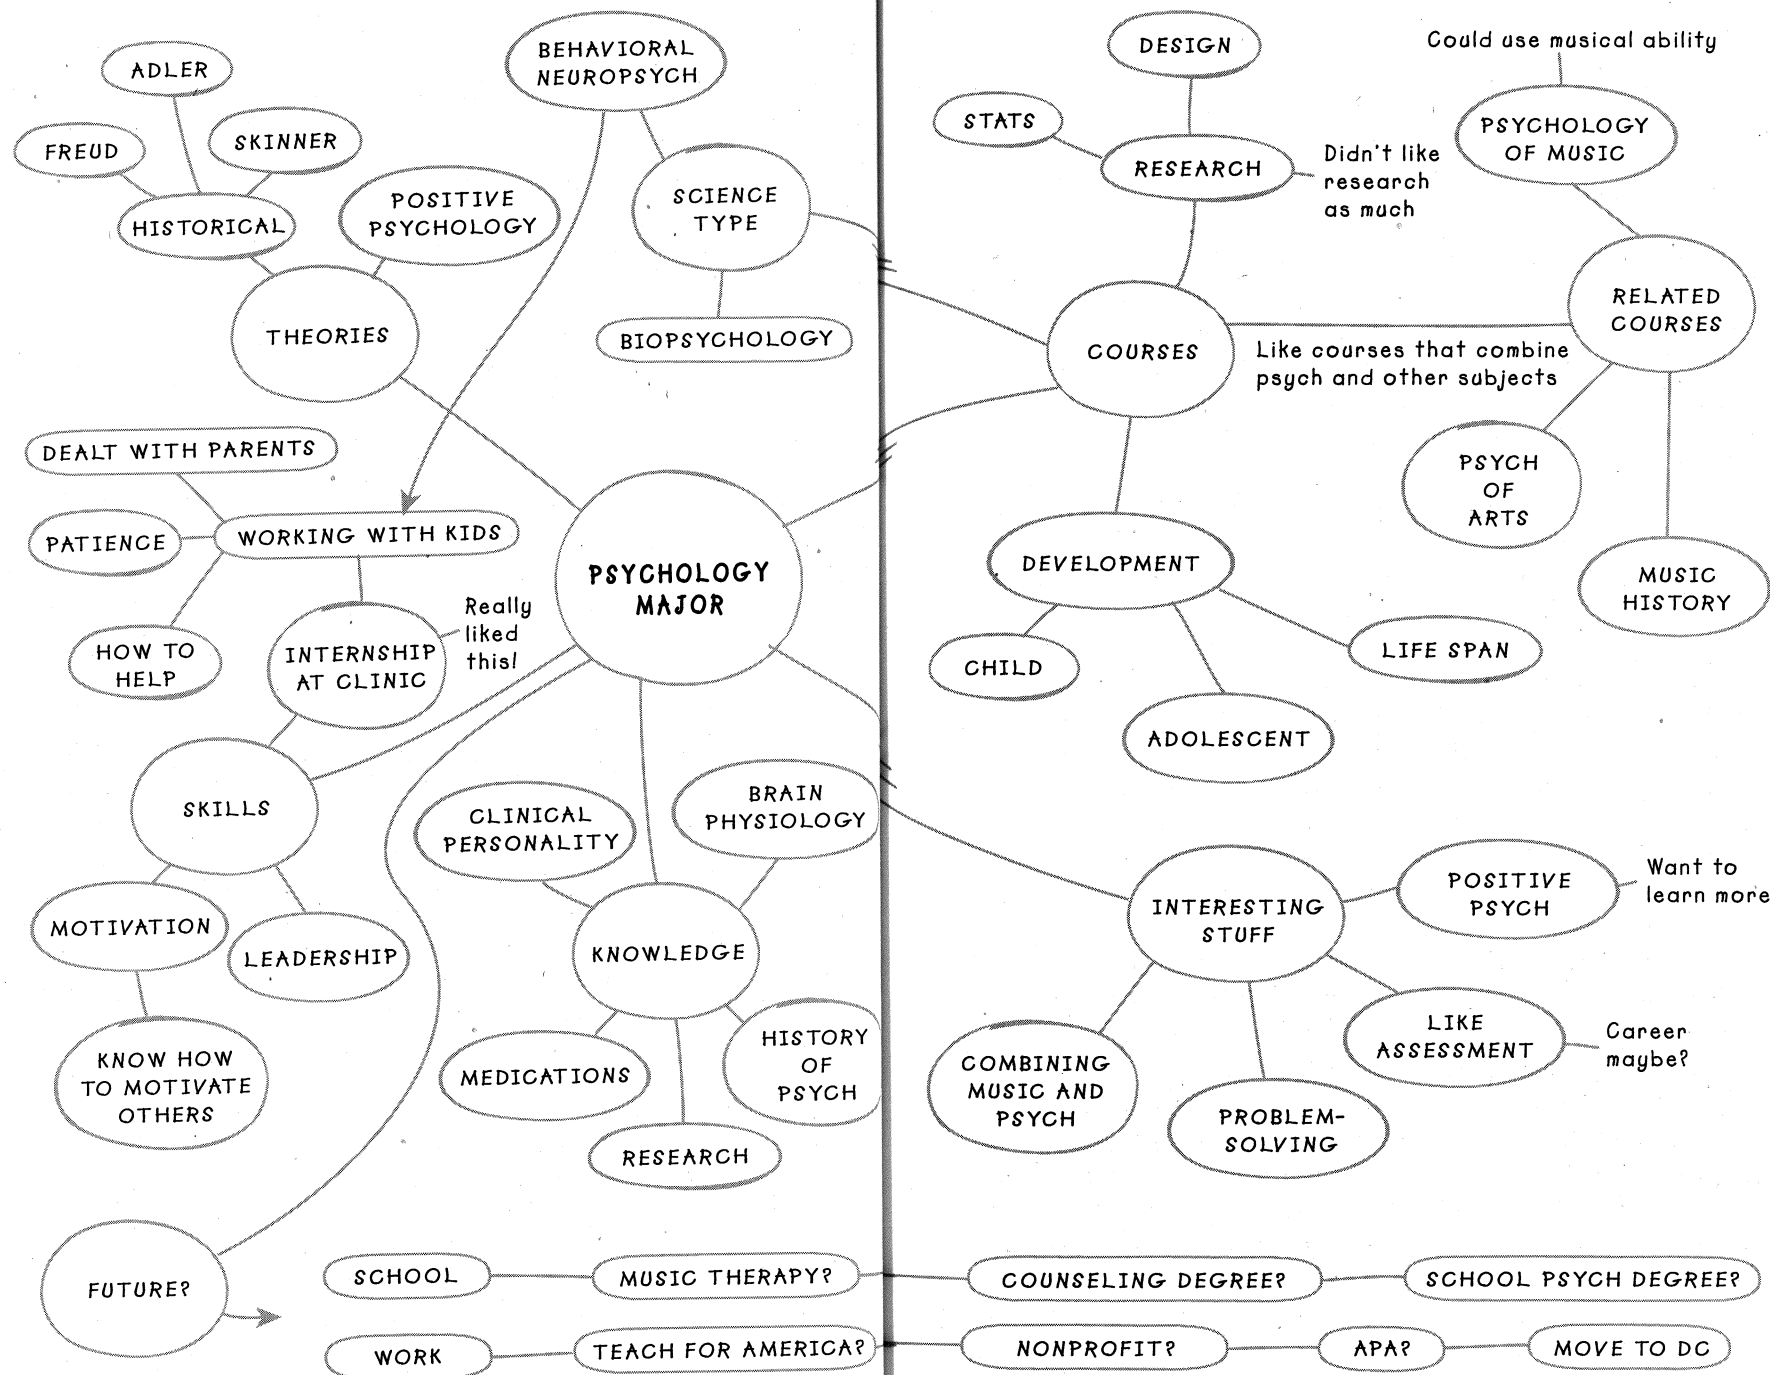 ADLER
FREUD
SKINNER
HISTORICAL
POSITIVE
PSYCHOLOGY
THEORIES
BEHAVIORAL
NEUROPSYCH
SCIENCE
TYPE
BIOPSYCHOLOGY
DEALT WITH PARENTS
PATIENCE
WORKING WITH KIDS
HOW TO
HELP
INTERNSHIP
AT CLINIC
Really
liked
this!
PSYCHOLOGY
MAJOR
SKILLS
MOTIVATION
LEADERSHIP
KNOW HOW
TO MOTIVATE
OTHERS
CLINICAL
PERSONALITY
BRAIN
PHYSIOLOGY
KNOWLEDGE
MEDICATIONS
HISTORY
OF
PSYCH
RESEARCH
DESIGN
STATS
RESEARCH
Didn't like
research
as much
Could use musical ability
PSYCHOLOGY
OF MUSIC
RELATED
COURSES
COURSES
Like courses that combine
psych and other subjects
PSYCH
OF
ARTS
MUSIC
HISTORY
DEVELOPMENT
CHILD
LIFE SPAN
ADOLESCENT
INTERESTING
STUFF
POSITIVE
PSYCH
Want to
learn more
LIKE
ASSESSMENT
Career
maybe?
COMBINING
MUSIC AND
PSYCH
PROBLEM-
SOLVING
FUTURE?
SCHOOL
MUSIC THERAPY?
COUNSELING DEGREE?
SCHOOL PSYCH DEGREE?
WORK
TEACH FOR AMERICA?
NONPROFIT?
APA?
MOVE TO DC